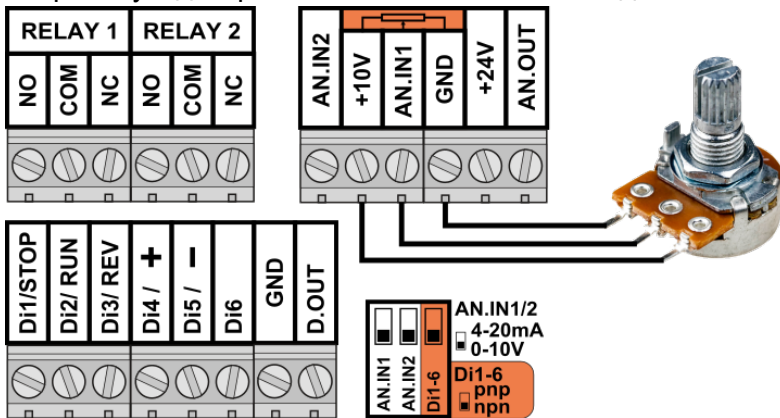 RELAY 1 RELAY 2
NO COM NC NO COM NC
AN.IN2 +10V AN.IN1 GND +24V AN.OUT
Di1/STOP Di2/ RUN Di3/ REV Di4 / + Di5 / − Di6 GND D.OUT
AN.IN1 AN.IN2 Di1-6
AN.IN1/2
4-20mA
0-10V
Di1-6
pnp
npn